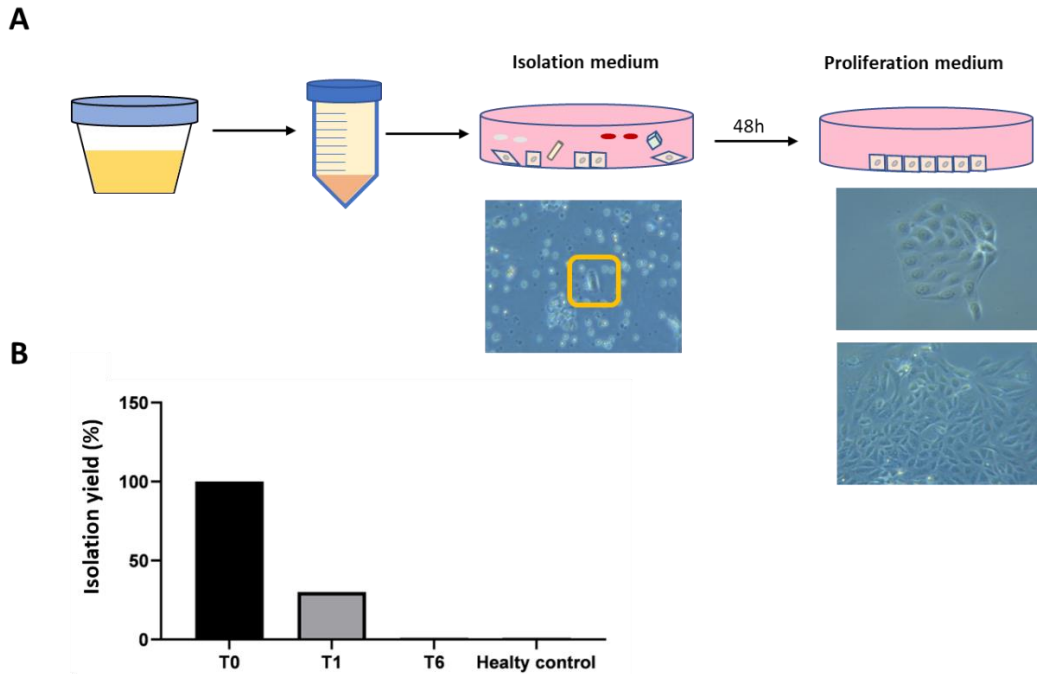 A
Isolation medium
Proliferation medium
48h
B
Isolation yield (%)
150
100
50
0
T0 T1 T6 Healty control